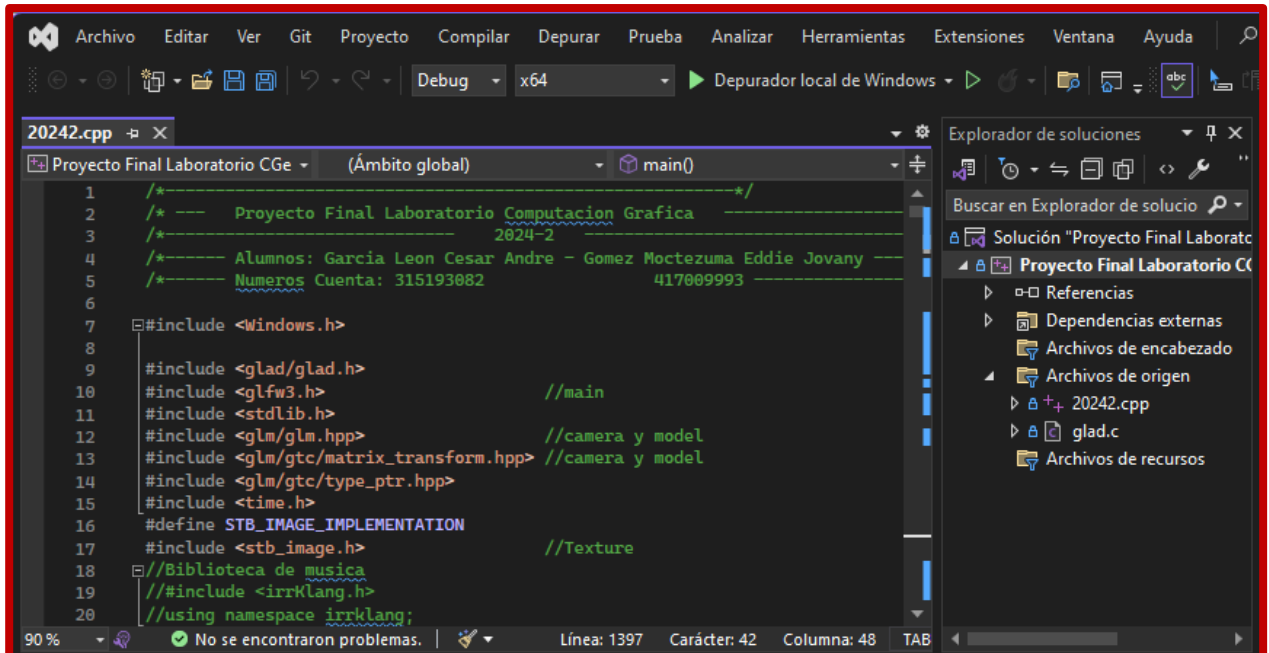 Archivo Editar Ver Git Proyecto Compilar Depurar Prueba Analizar Herramientas Extensiones Ventana Ayuda
Debug x64 Depurador local de Windows abc
20242.cpp
Explorador de soluciones
Proyecto Final Laboratorio CGe (Ámbito global) main()
Buscar en Explorador de solucio
Solución "Proyecto Final Laborato
Proyecto Final Laboratorio CG
Referencias
Dependencias externas
Archivos de encabezado
Archivos de origen
20242.cpp
glad.c
Archivos de recursos
1 /*---------------------------------------------------------*/
2 /* --- Proyecto Final Laboratorio Computacion Grafica ------------------
3 /*----------------------------- 2024-2 --------------------------------
4 /*------ Alumnos: Garcia Leon Cesar Andre - Gomez Moctezuma Eddie Jovany ---
5 /*------ Numeros Cuenta: 315193082 417009993 ---------------
6
7 #include <Windows.h>
8
9 #include <glad/glad.h>
10 #include <glfw3.h> //main
11 #include <stdlib.h>
12 #include <glm/glm.hpp> //camera y model
13 #include <glm/gtc/matrix_transform.hpp> //camera y model
14 #include <glm/gtc/type_ptr.hpp>
15 #include <time.h>
16 #define STB_IMAGE_IMPLEMENTATION
17 #include <stb_image.h> //Texture
18 //Biblioteca de musica
19 //#include <irrKlang.h>
20 //using namespace irrklang;
90 % No se encontraron problemas. Línea: 1397 Carácter: 42 Columna: 48 TAB